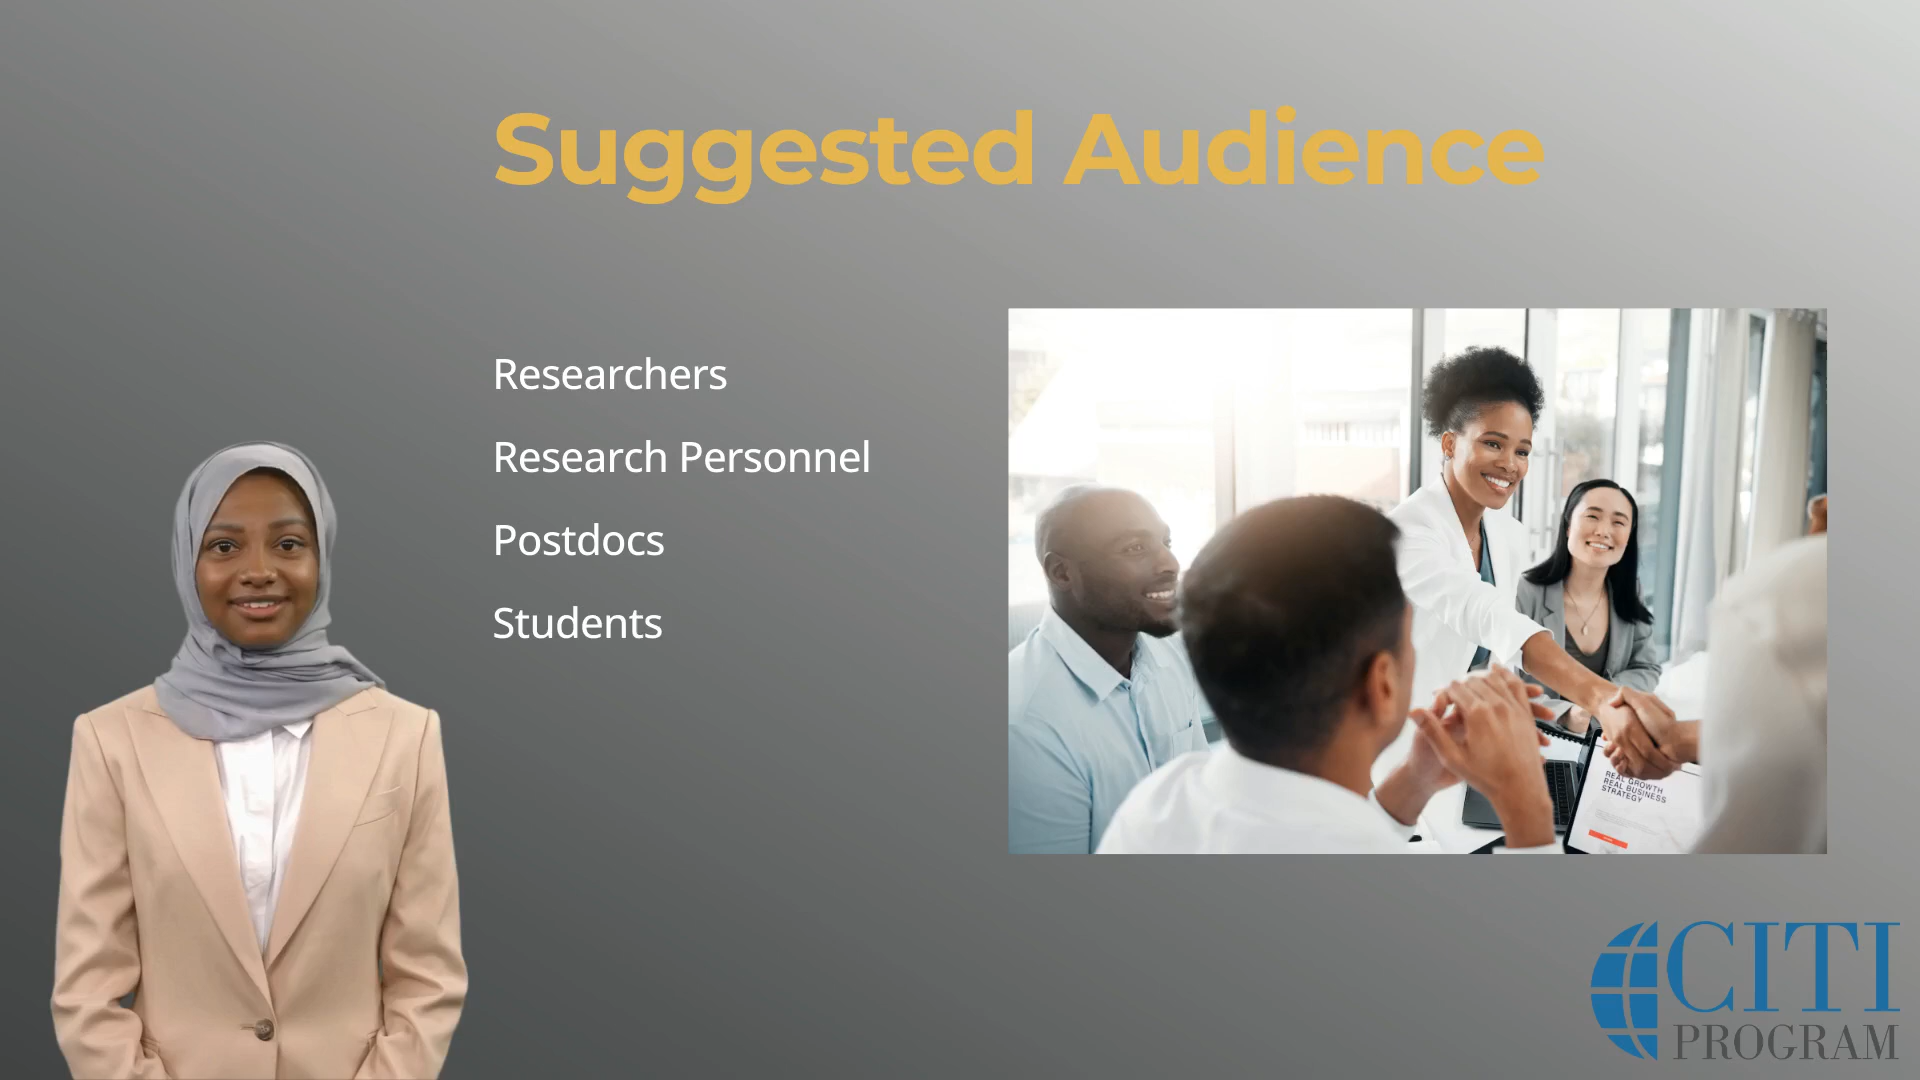 Suggested Audience
Researchers
Research Personnel
Postdocs
Students
REAL GROWTH
REAL BUSINESS
STRATEGY
CITI
PROGRAM